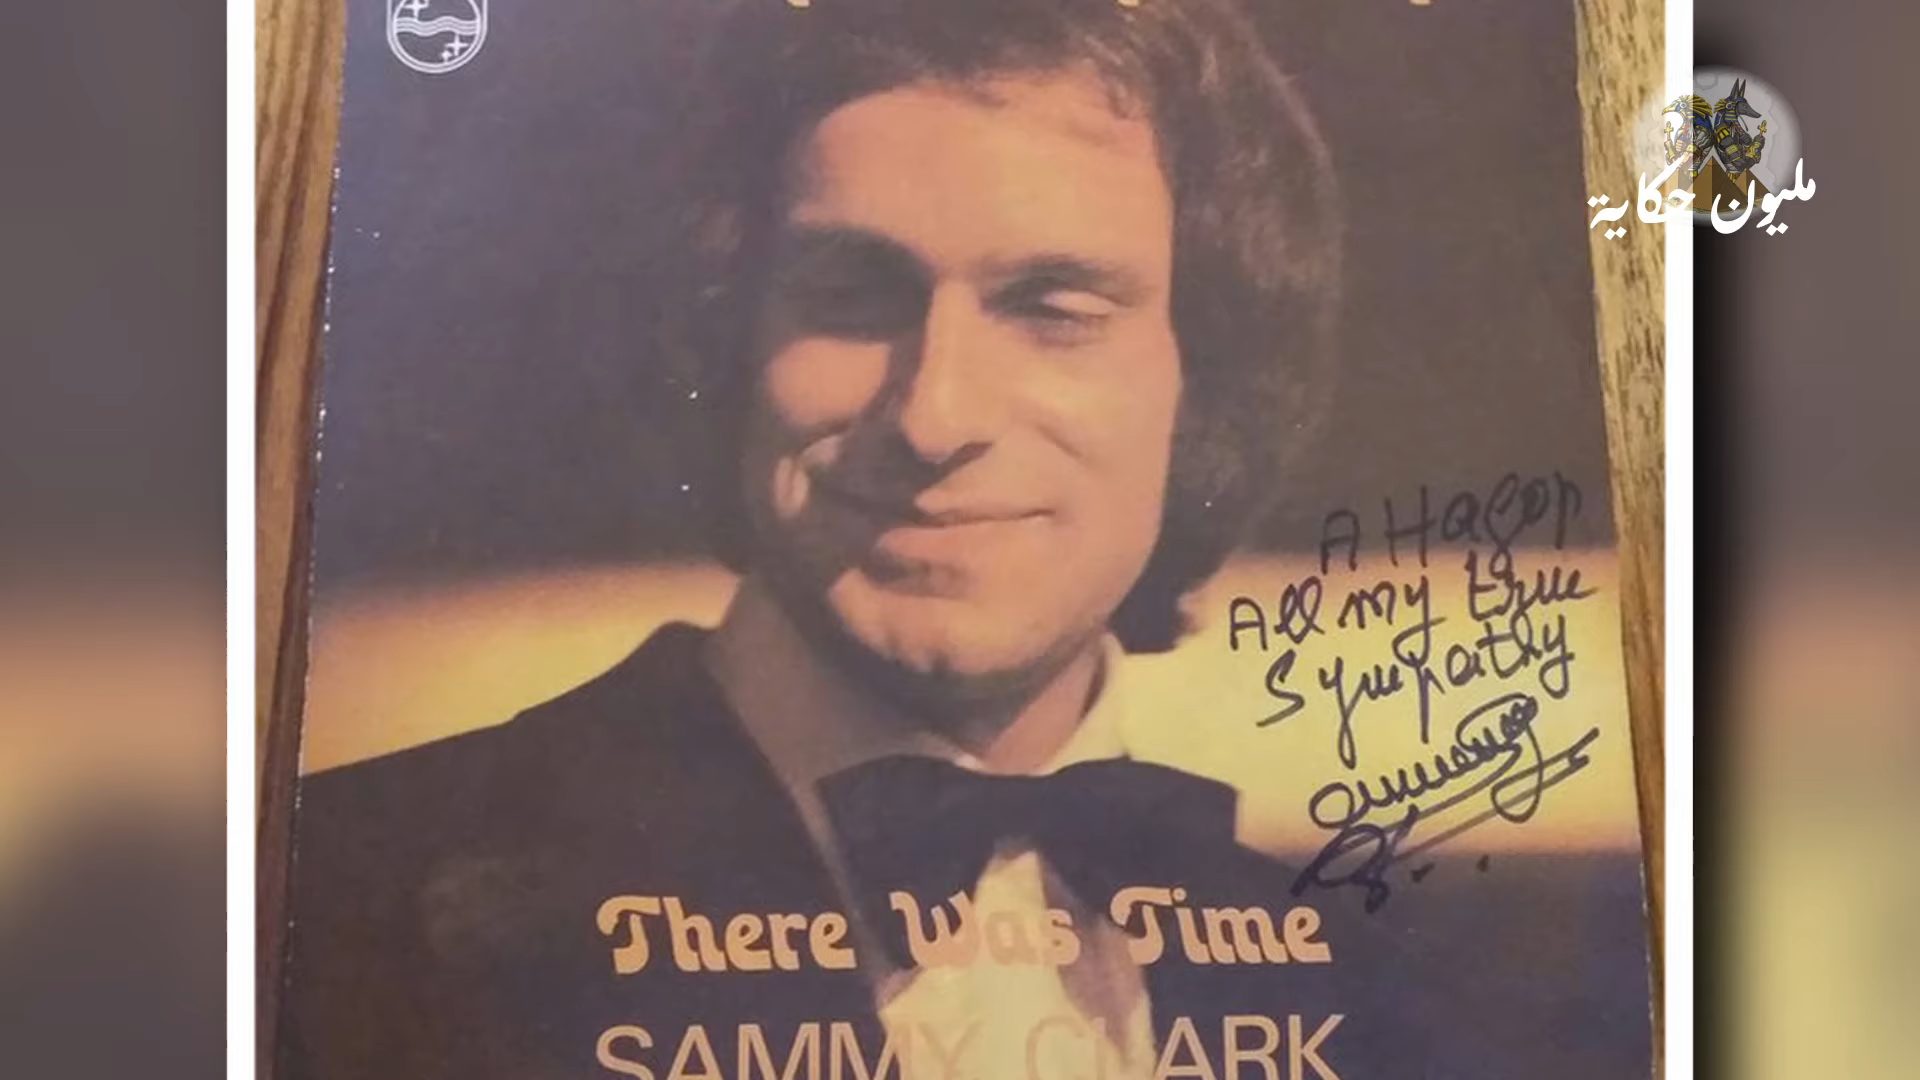 مليون حكاية
A Hagop
All my true
Sympathy
There Was Time
SAMMY CLARK